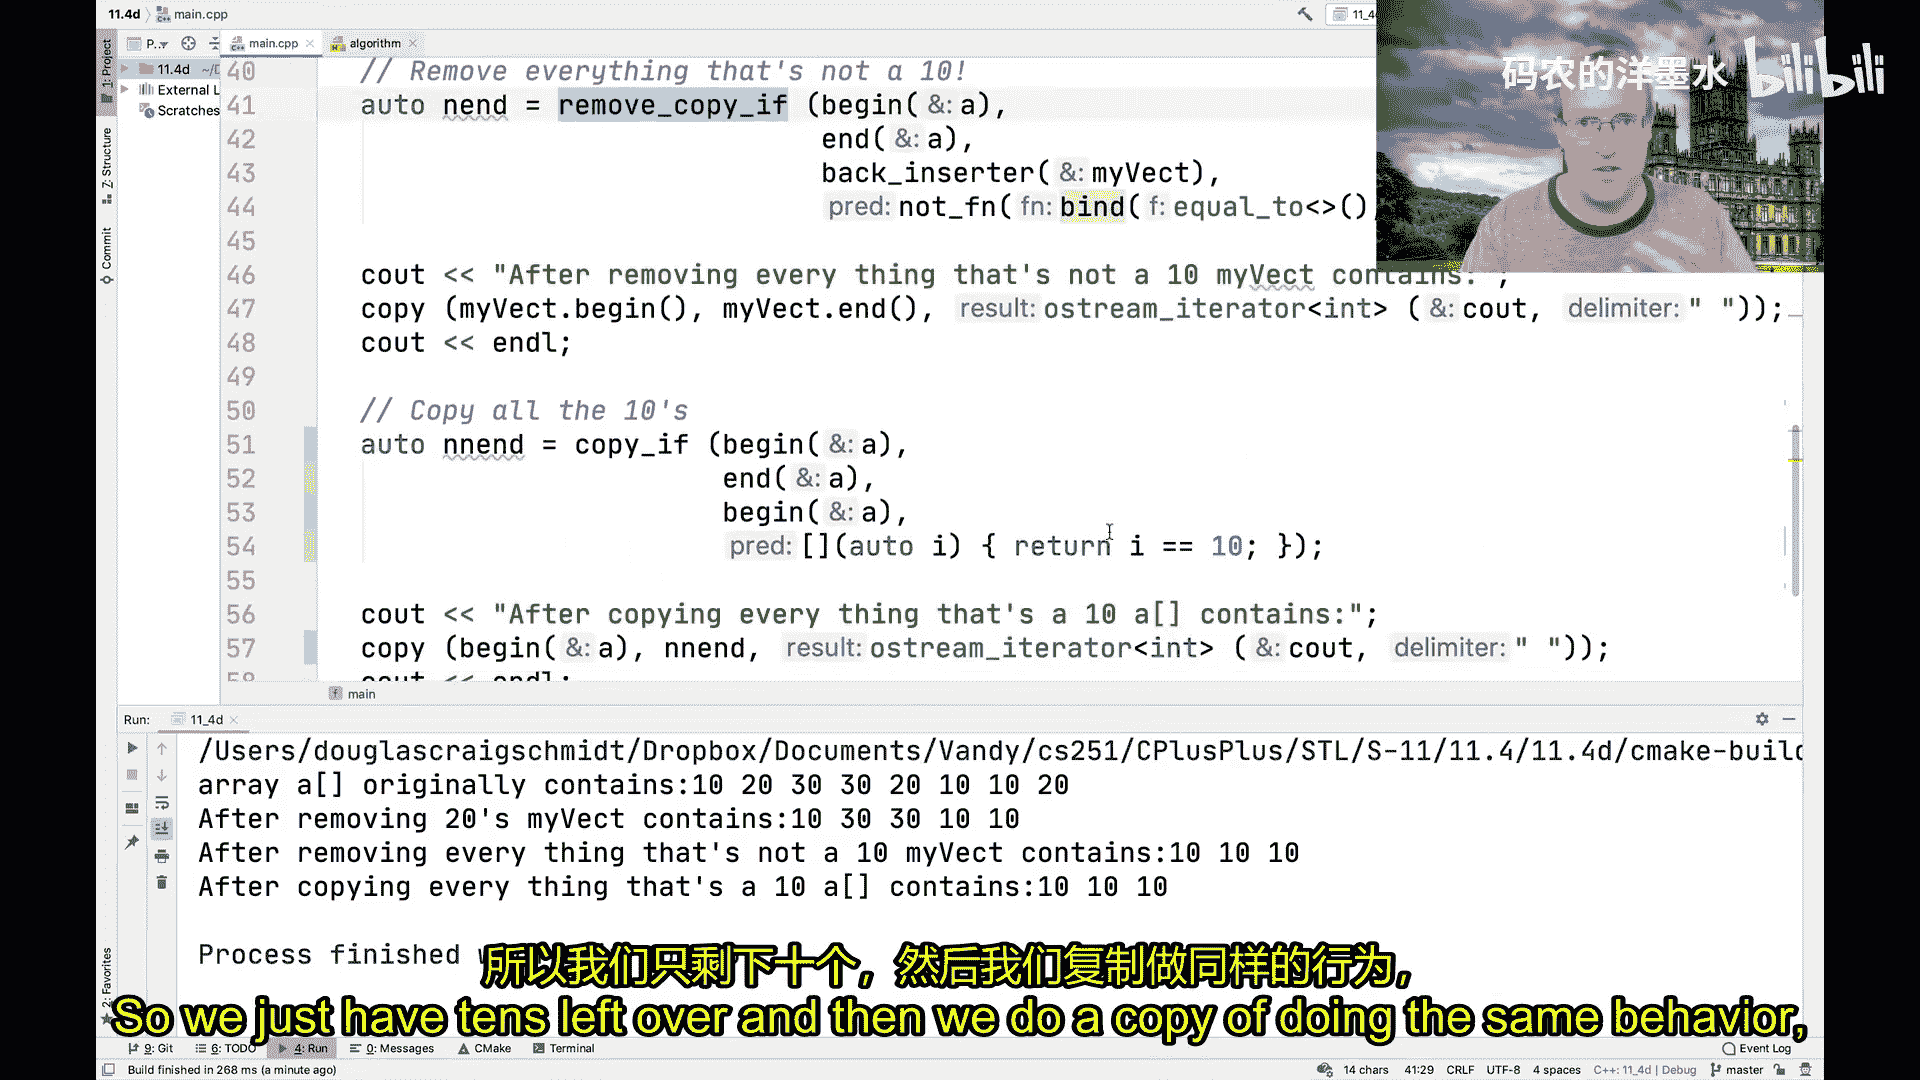 11.4d main.cpp
11_4
P..
main.cpp
algorithm
1: Project
11.4d ~/D
External L
Scratches
Z: Structure
Commit
40 // Remove everything that's not a 10!
41 auto nend = remove_copy_if (begin( &: a),
42 end( &: a),
43 back_inserter( &: myVect),
44 pred: not_fn( fn: bind( f: equal_to<>()
45
46 cout << "After removing every thing that's not a 10 myVect contains:";
47 copy (myVect.begin(), myVect.end(), result: ostream_iterator<int> ( &: cout, delimiter: " "));
48 cout << endl;
49
50 // Copy all the 10's
51 auto nnend = copy_if (begin( &: a),
52 end( &: a),
53 begin( &: a),
54 pred: [](auto i) { return i == 10; });
55
56 cout << "After copying every thing that's a 10 a[] contains:";
57 copy (begin( &: a), nnend, result: ostream_iterator<int> ( &: cout, delimiter: " "));
58 cout << endl;
码农的洋墨水 bilibili
main
Run: 11_4d
/Users/douglascraigschmidt/Dropbox/Documents/Vandy/cs251/CPlusPlus/STL/S-11/11.4/11.4d/cmake-build
array a[] originally contains:10 20 30 30 20 10 10 20
After removing 20's myVect contains:10 30 30 10 10
After removing every thing that's not a 10 myVect contains:10 10 10
After copying every thing that's a 10 a[] contains:10 10 10
Process finished
2: Favorites
所以我们只剩下十个，然后我们复制做同样的行为，
So we just have tens left over and then we do a copy of doing the same behavior,
9: Git 6: TODO 4: Run 0: Messages CMake Terminal Event Log
Build finished in 268 ms (a minute ago) 14 chars 41:29 CRLF UTF-8 4 spaces C++: 11_4d | Debug master